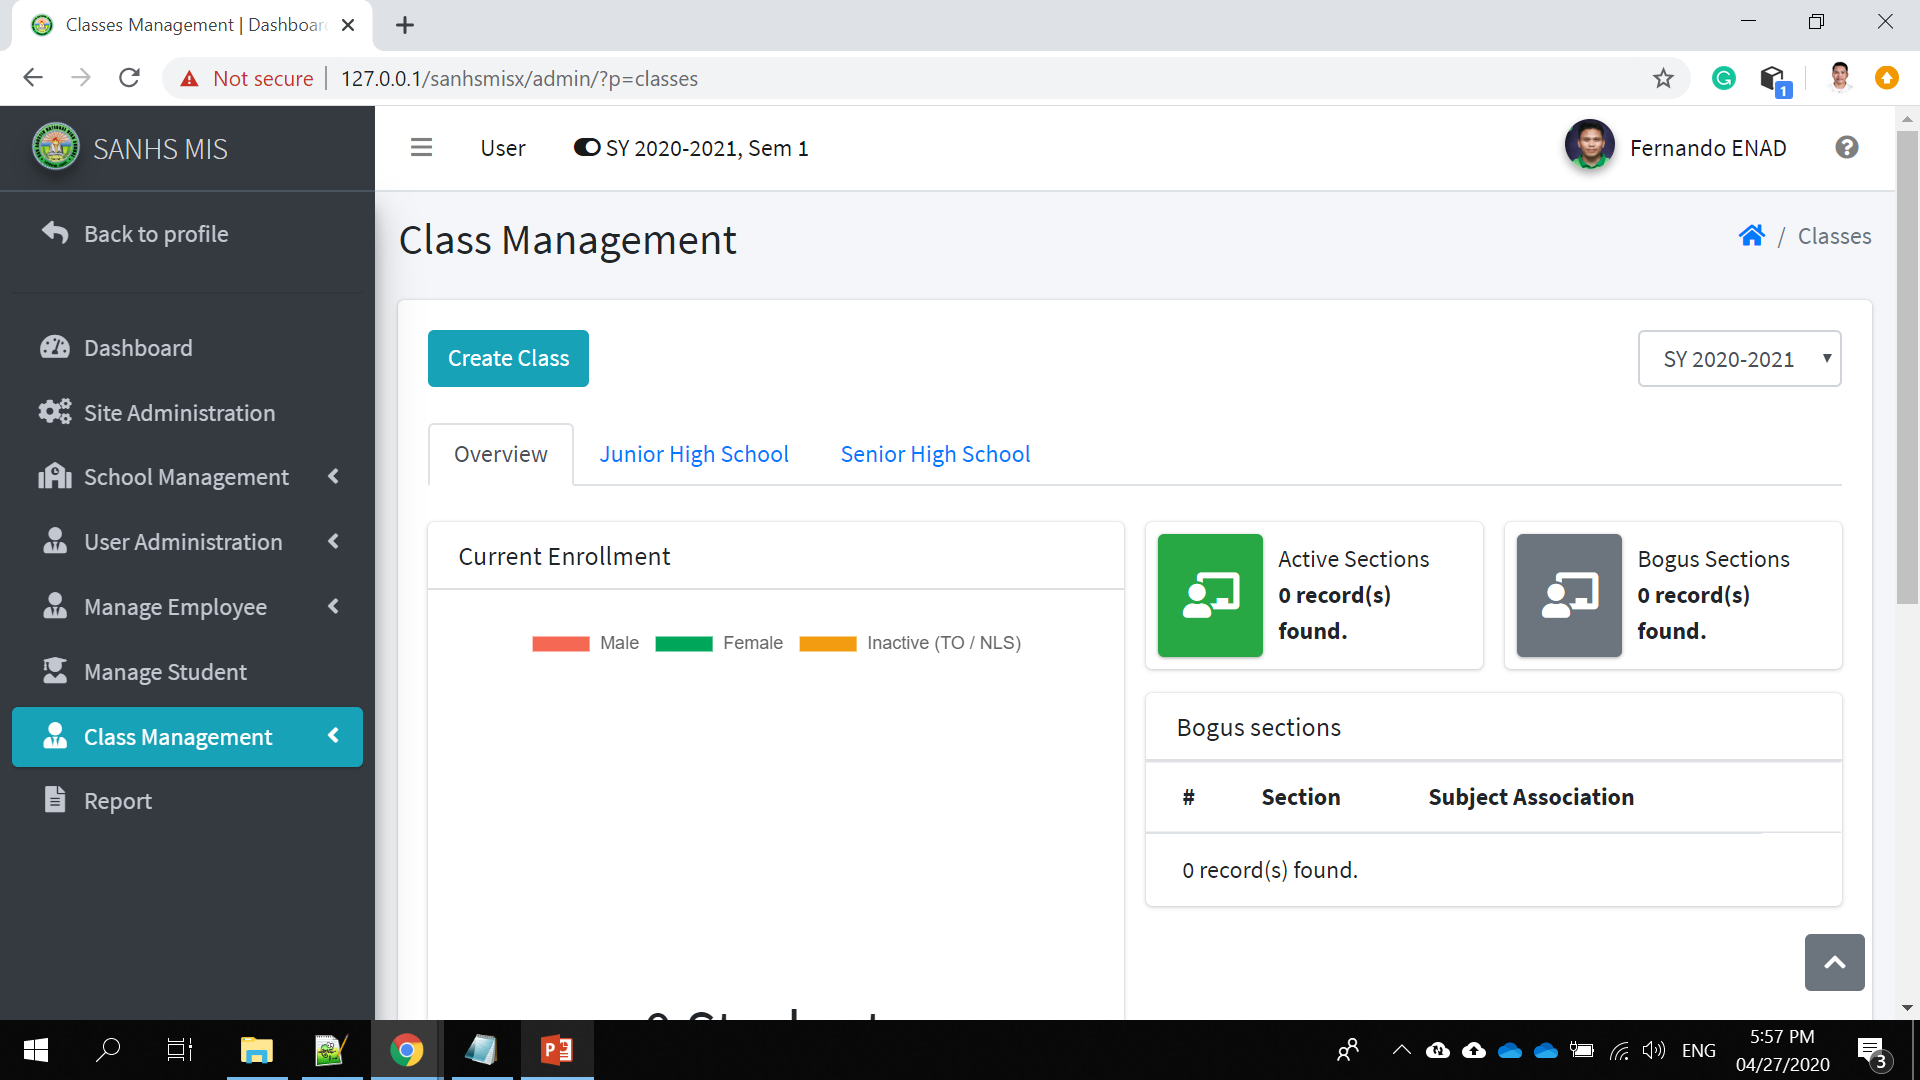 Classes Management | Dashboar
Not secure
127.0.0.1/sanhsmisx/admin/?p=classes
1
SANHS MIS
User
SY 2020-2021, Sem 1
Fernando ENAD
Back to profile
Class Management
/ Classes
Dashboard
Site Administration
School Management
User Administration
Manage Employee
Manage Student
Class Management
Report
Create Class
SY 2020-2021
Overview
Junior High School
Senior High School
Current Enrollment
Male
Female
Inactive (TO / NLS)
Active Sections
0 record(s)
found.
Bogus Sections
0 record(s)
found.
Bogus sections
# Section Subject Association
0 record(s) found.
ENG
5:57 PM
04/27/2020
3